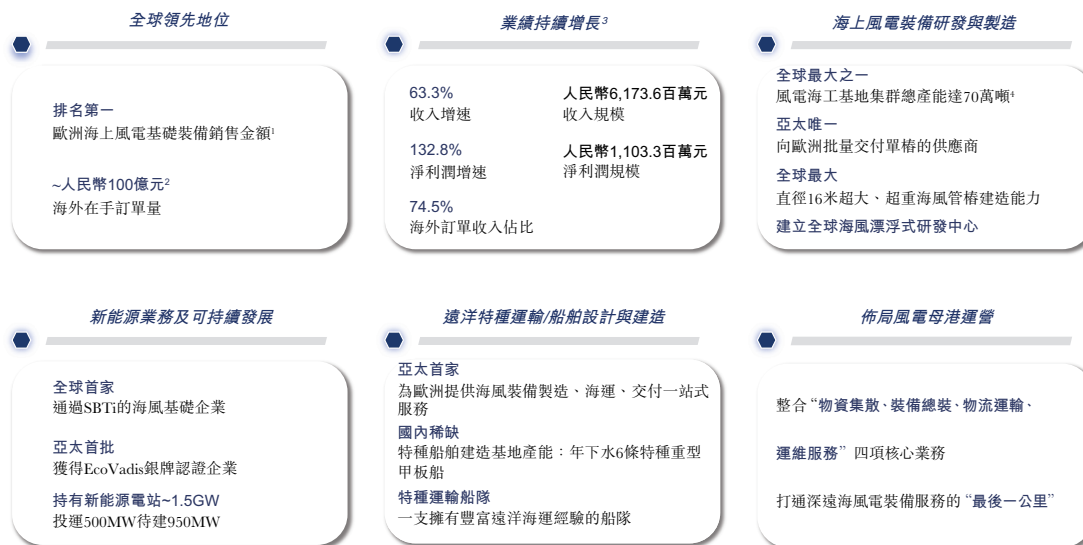 全球領先地位
排名第一
歐洲海上風電基礎裝備銷售金額¹
~人民幣100億元²
海外在手訂單量
業績持續增長³
63.3%
收入增速
人民幣6,173.6百萬元
收入規模
132.8%
淨利潤增速
人民幣1,103.3百萬元
淨利潤規模
74.5%
海外訂單收入佔比
海上風電裝備研發與製造
全球最大之一
風電海工基地集群總產能達70萬噸⁴
亞太唯一
向歐洲批量交付單樁的供應商
全球最大
直徑16米超大、超重海風管樁建造能力
建立全球海風漂浮式研發中心
新能源業務及可持續發展
全球首家
通過SBTi的海風基礎企業
亞太首批
獲得EcoVadis銀牌認證企業
持有新能源電站~1.5GW
投運500MW待建950MW
遠洋特種運輸/船舶設計與建造
亞太首家
為歐洲提供海風裝備製造、海運、交付一站式
服務
國內稀缺
特種船舶建造基地產能：年下水6條特種重型
甲板船
特種運輸船隊
一支擁有豐富遠洋海運經驗的船隊
佈局風電母港運營
整合“物資集散、裝備總裝、物流運輸、
運維服務”四項核心業務
打通深遠海風電裝備服務的“最後一公里”